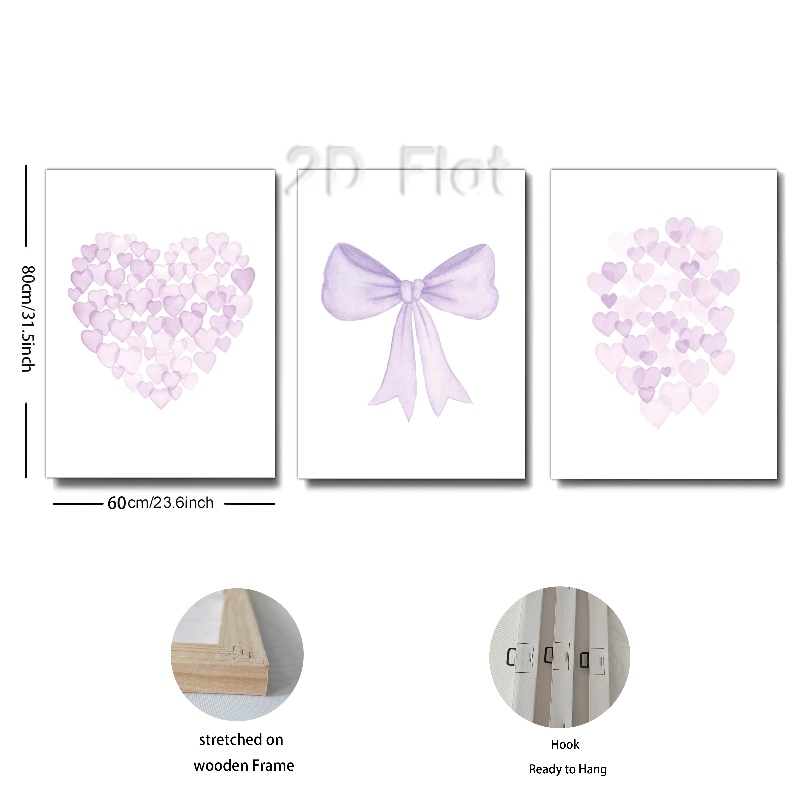 2D Flat
80cm/31.5inch
60cm/23.6inch
stretched on
wooden Frame
Hook
Ready to Hang